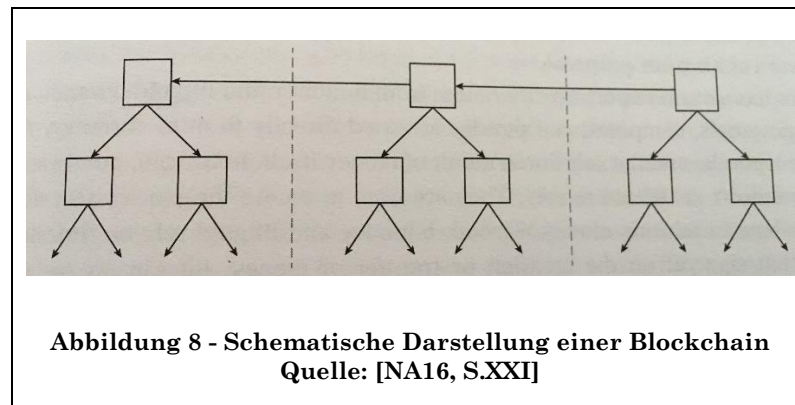 Abbildung 8 - Schematische Darstellung einer Blockchain
Quelle: [NA16, S.XXI]